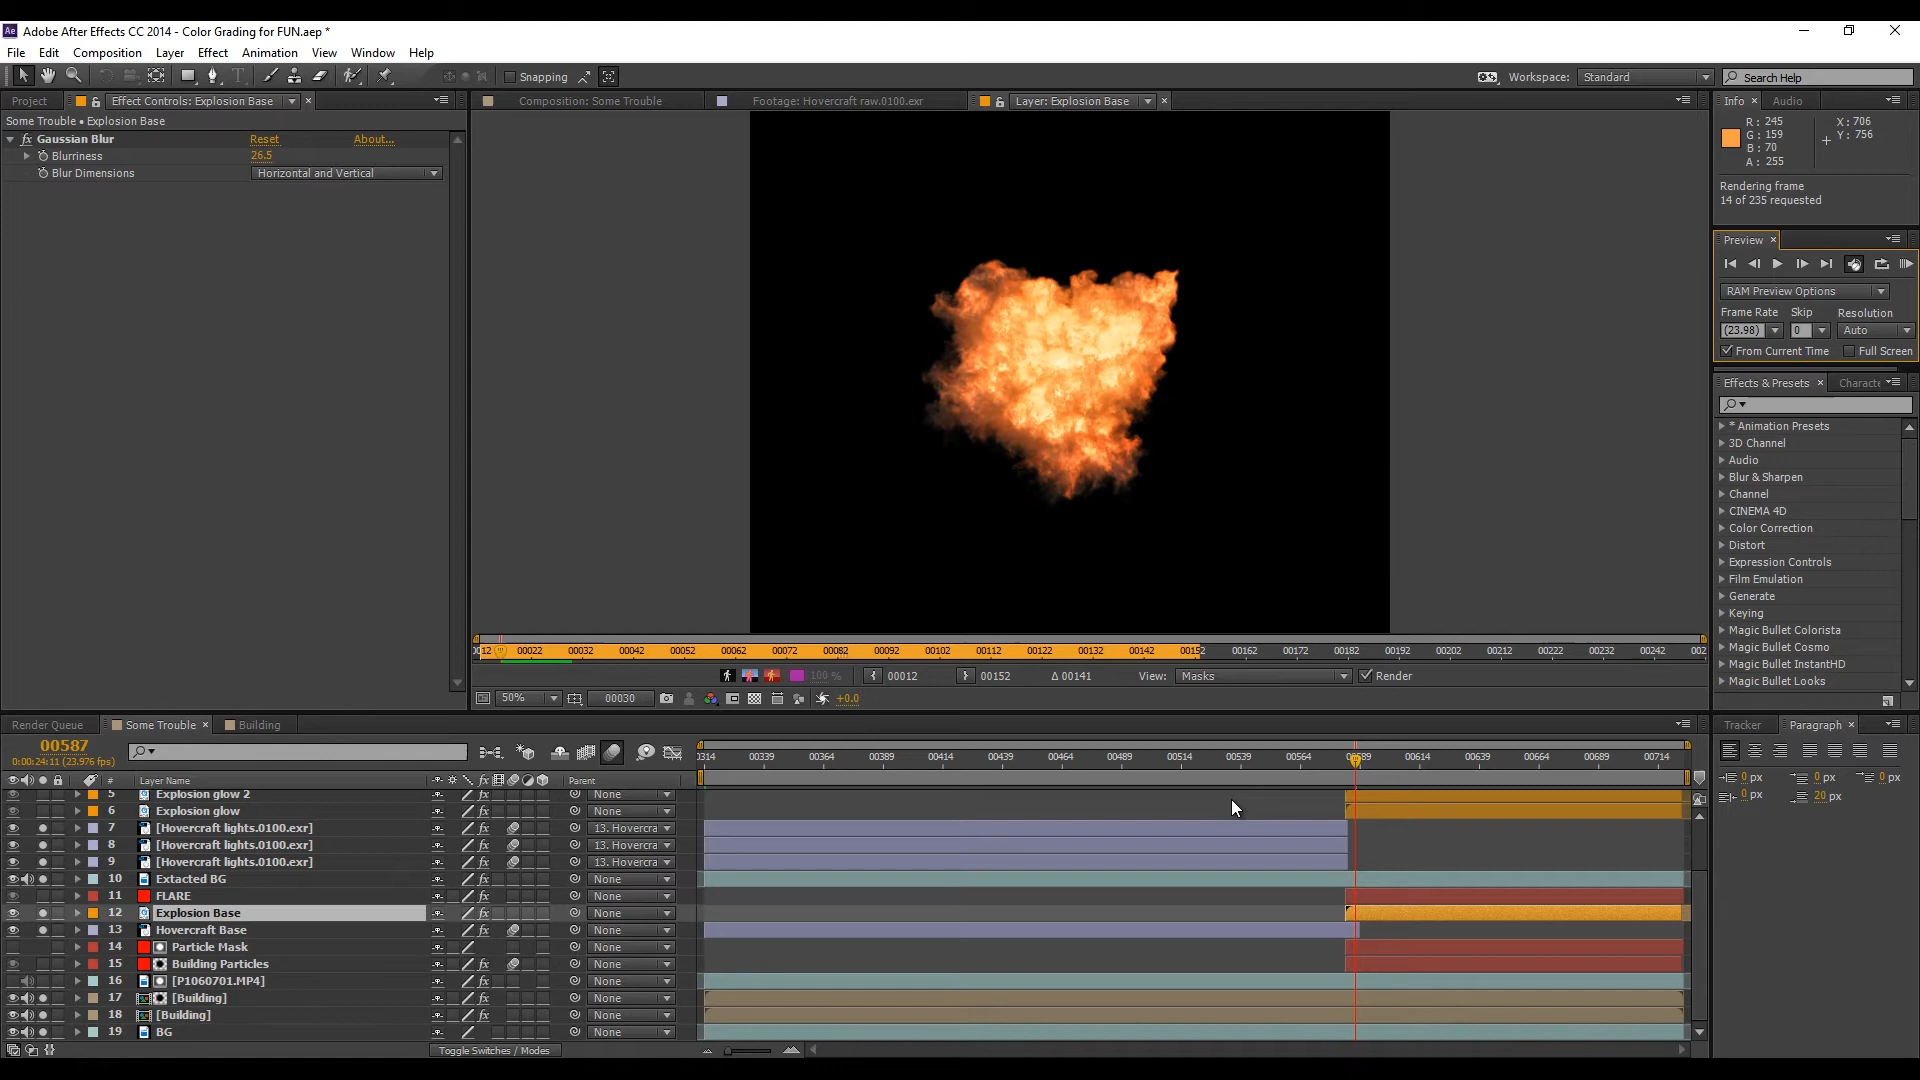 Adobe After Effects CC 2014 - Color Grading for FUN.aep *
File Edit Composition Layer Effect Animation View Window Help
Snapping
Workspace: Standard
Search Help
Project
Effect Controls: Explosion Base
Some Trouble • Explosion Base
Gaussian Blur Reset About...
Blurriness 26.5
Blur Dimensions Horizontal and Vertical
Composition: Some Trouble
Footage: Hovercraft raw.0100.exr
Layer: Explosion Base
Info Audio
R: 245 X: 706
G: 159 Y: 756
B: 70
A: 255
Rendering frame
14 of 235 requested
Preview
RAM Preview Options
Frame Rate Skip Resolution
(23.98) 0 Auto
From Current Time Full Screen
Effects & Presets Characte
* Animation Presets
3D Channel
Audio
Blur & Sharpen
Channel
CINEMA 4D
Color Correction
Distort
Expression Controls
Film Emulation
Generate
Keying
Magic Bullet Colorista
Magic Bullet Cosmo
Magic Bullet InstantHD
Magic Bullet Looks
00022 00032 00042 00052 00062 00072 00082 00092 00102 00112 00122 00132 00142 00152 00162 00172 00182 00192 00202 00212 00222 00232 00242 002
100 % 00012 00152 Δ 00141 View: Masks Render
50% 00030 +0.0
Render Queue Some Trouble Building
00587
0:00:24:11 (23.976 fps)
0314 00339 00364 00389 00414 00439 00464 00489 00514 00539 00564 00614 00639 00664 00689 00714
# Layer Name Parent
5 Explosion glow 2 None
6 Explosion glow None
7 [Hovercraft lights.0100.exr] 13. Hovercra
8 [Hovercraft lights.0100.exr] 13. Hovercra
9 [Hovercraft lights.0100.exr] 13. Hovercra
10 Extacted BG None
11 FLARE None
12 Explosion Base None
13 Hovercraft Base None
14 Particle Mask None
15 Building Particles None
16 [P1060701.MP4] None
17 [Building] None
18 [Building] None
19 BG None
Toggle Switches / Modes
Tracker Paragraph
0 px 0 px 0 px
0 px 20 px